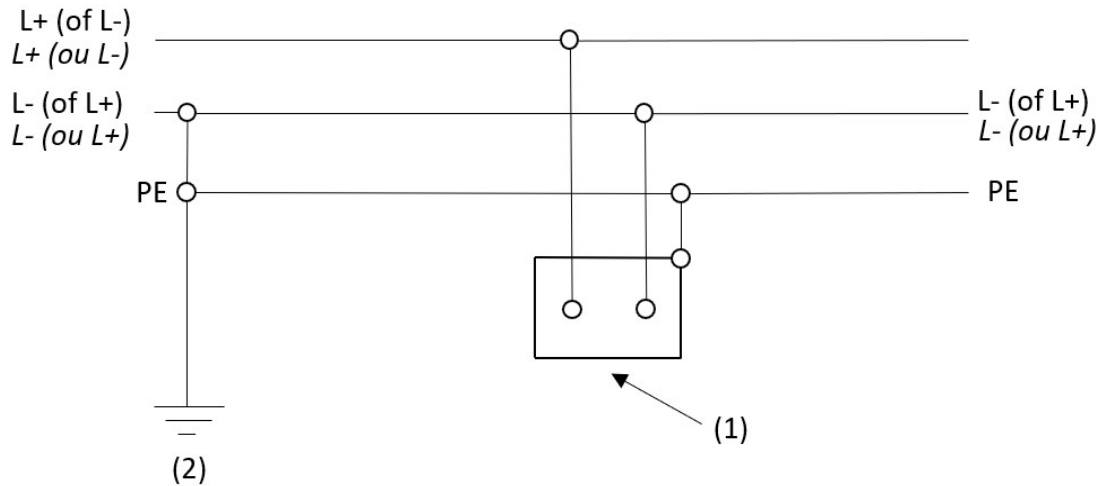 L+ (of L-)
L+ (ou L-)
L- (of L+)
L- (ou L+)
L- (of L+)
L- (ou L+)
PE
PE
(1)
(2)